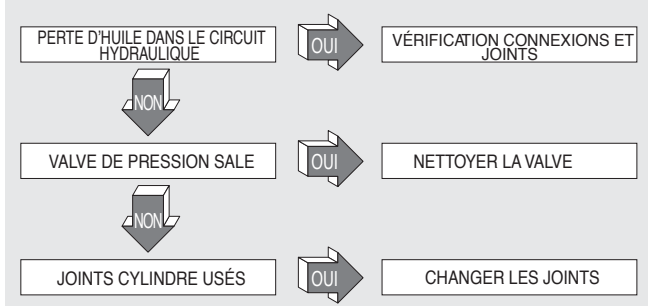 PERTE D'HUILE DANS LE CIRCUIT
HYDRAULIQUE
OUI
VÉRIFICATION CONNEXIONS ET
JOINTS
NON
VALVE DE PRESSION SALE
OUI
NETTOYER LA VALVE
NON
JOINTS CYLINDRE USÉS
OUI
CHANGER LES JOINTS